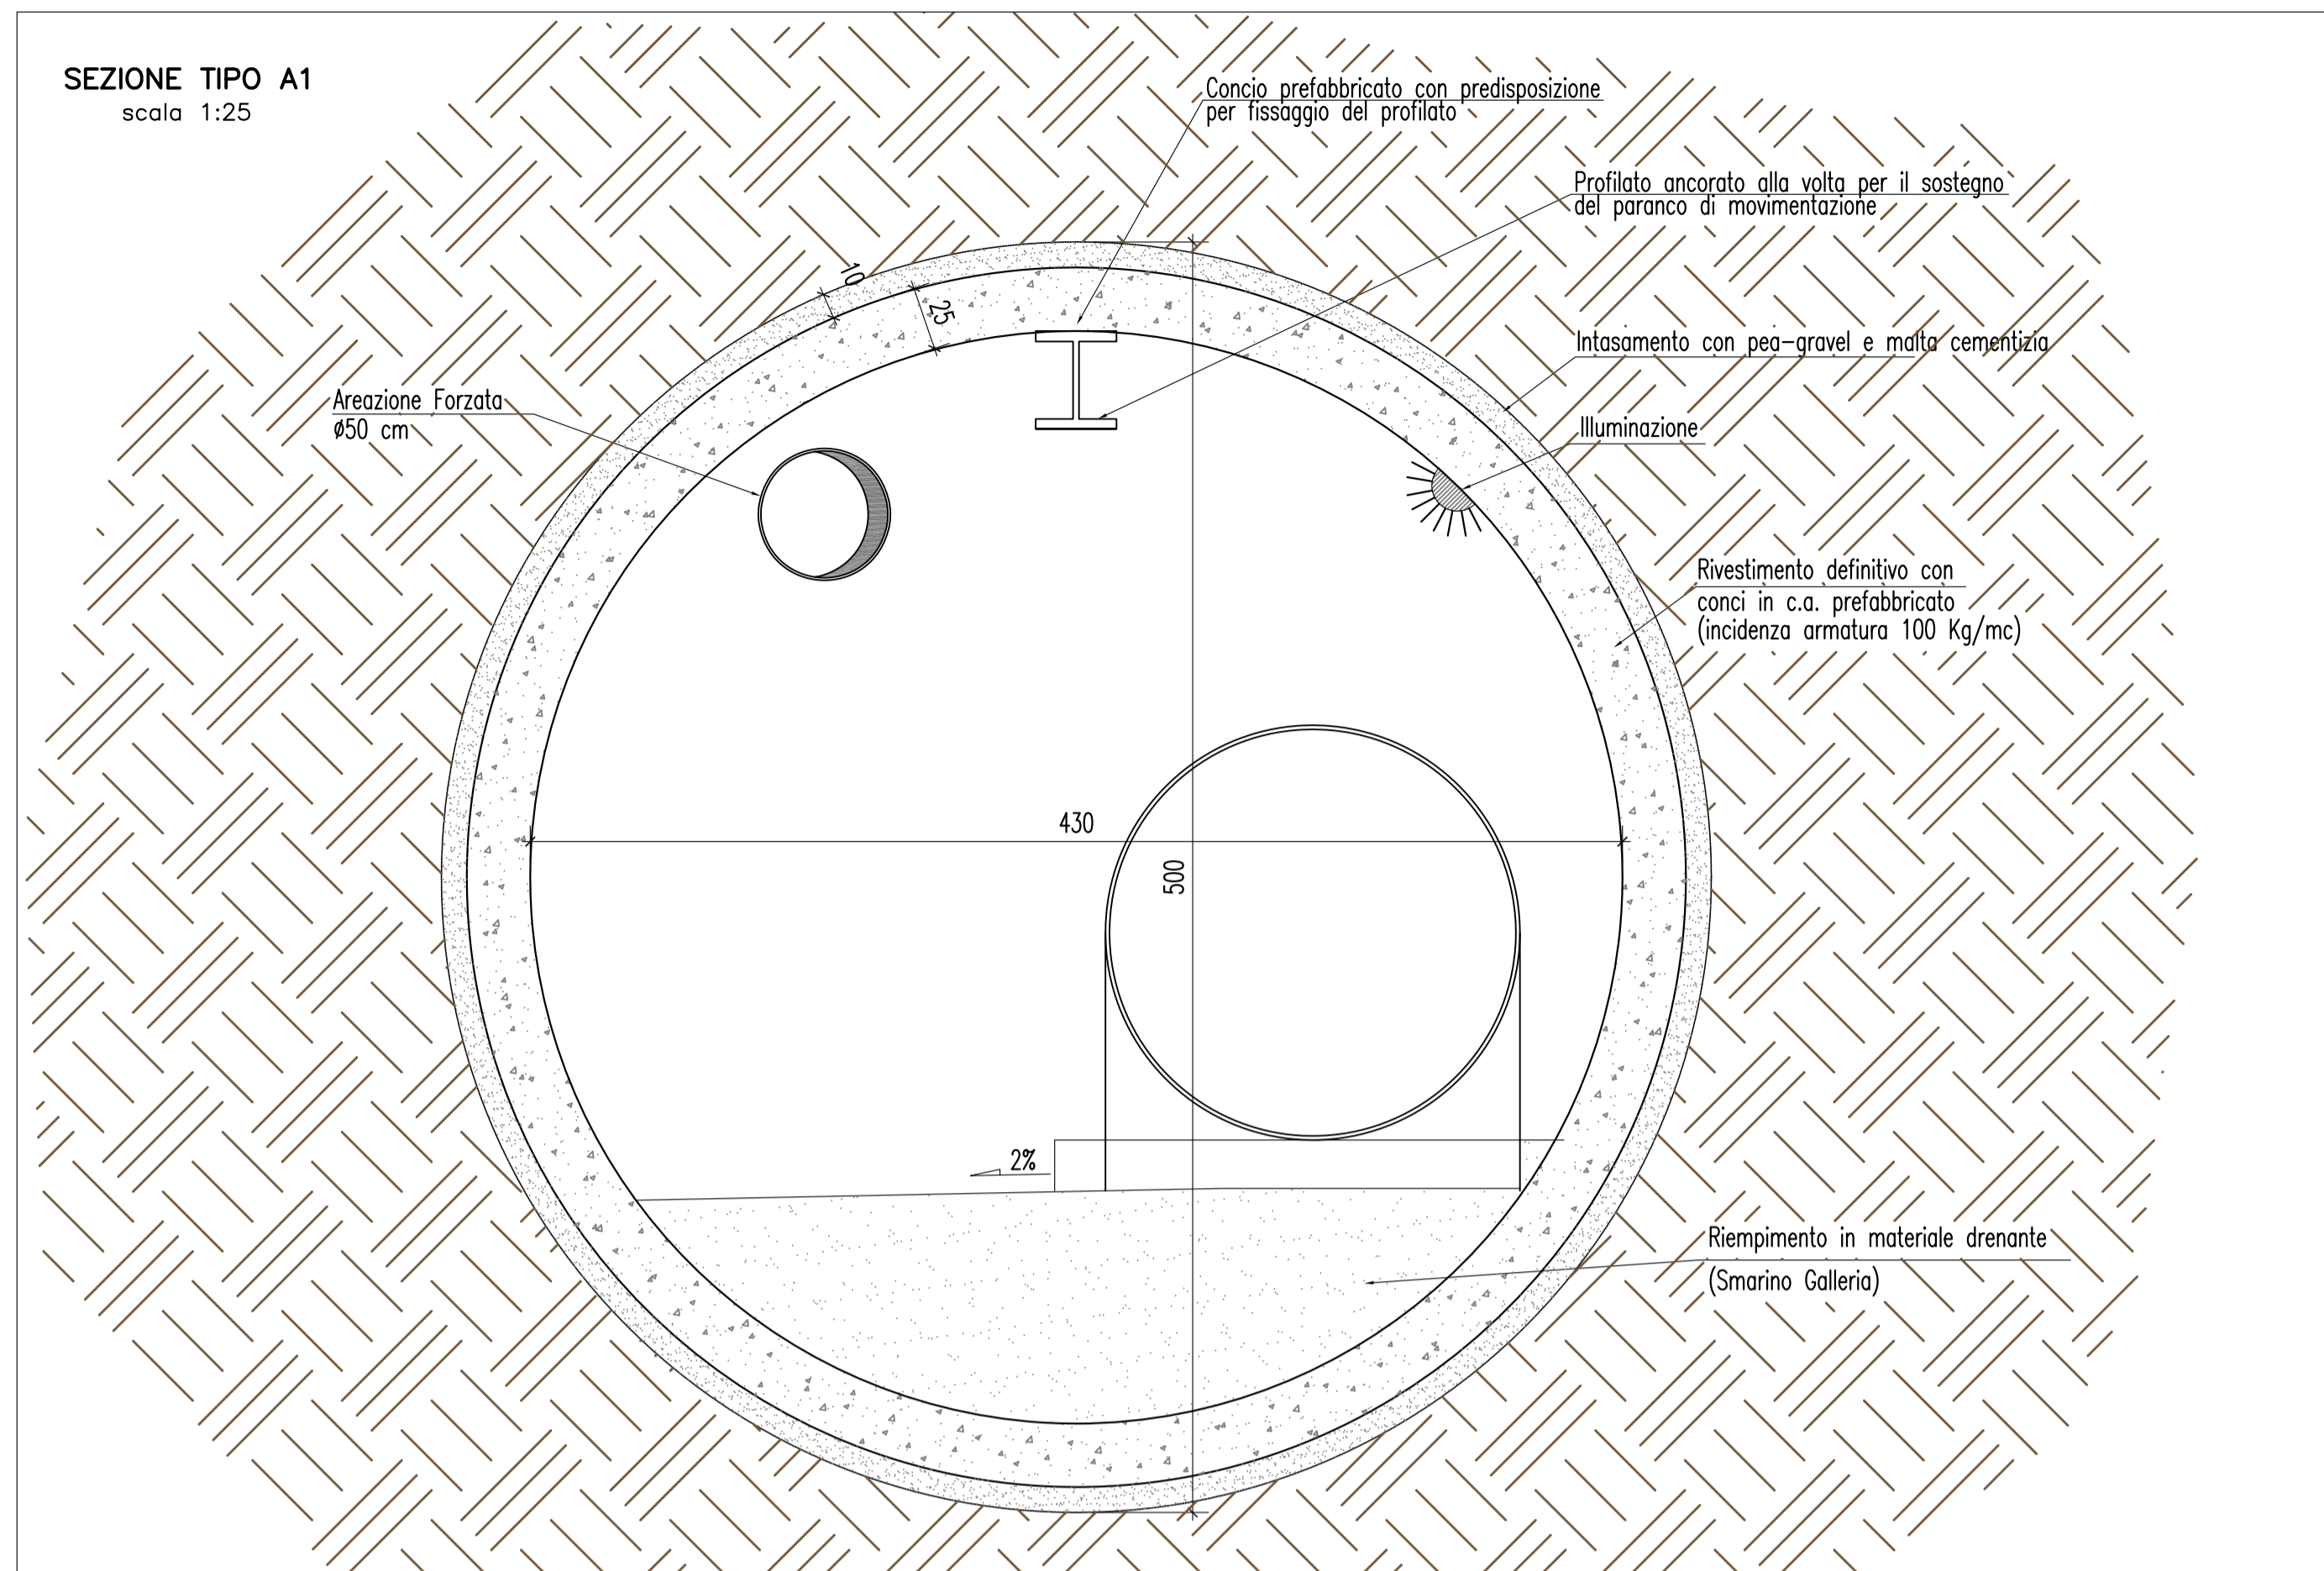 SEZIONE TIPO A1
scala 1:25
Concio prefabbricato con predisposizione
per fissaggio del profilato
Profilato ancorato alla volta per il sostegno
del paranco di movimentazione
10
25
Intasamento con pea-gravel e malta cementizia
Areazione Forzata
Ø50 cm
Illuminazione
Rivestimento definitivo con
conci in c.a. prefabbricato
(incidenza armatura 100 Kg/mc)
430
500
2%
Riempimento in materiale drenante
(Smarino Galleria)